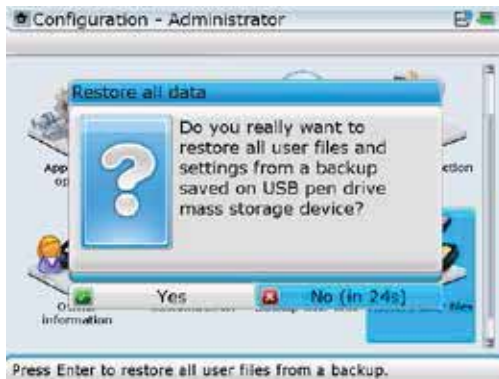 Configuration - Administrator
Restore all data
Do you really want to
restore all user files and
settings from a backup
saved on USB pen drive
mass storage device?
Yes
No (in 24s)
information
Press Enter to restore all user files from a backup.